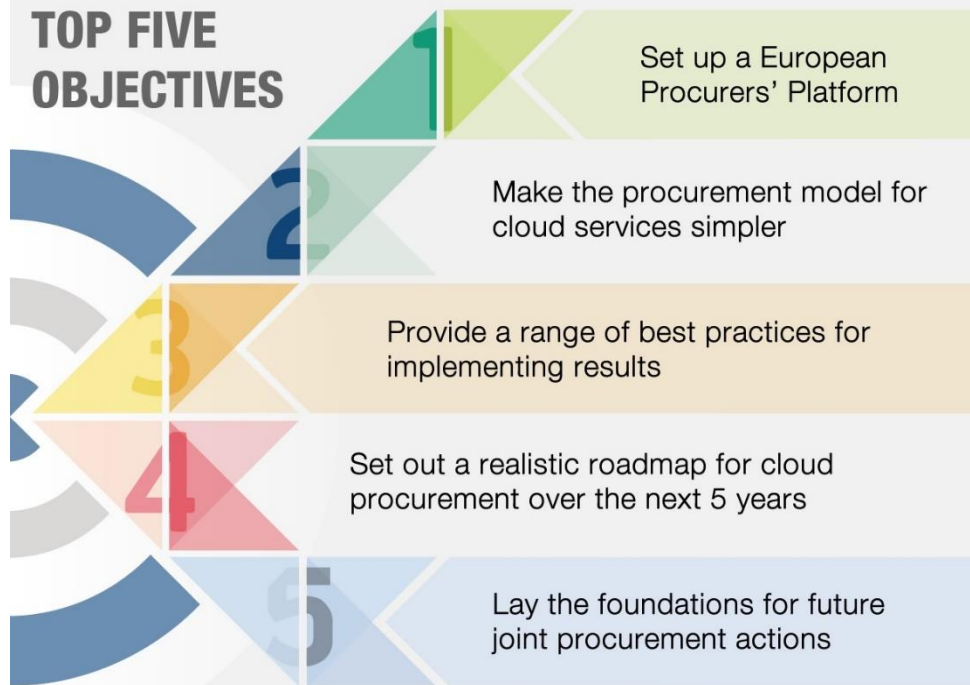 TOP FIVE
OBJECTIVES
1
Set up a European
Procurers’ Platform
2
Make the procurement model for
cloud services simpler
3
Provide a range of best practices for
implementing results
4
Set out a realistic roadmap for cloud
procurement over the next 5 years
5
Lay the foundations for future
joint procurement actions